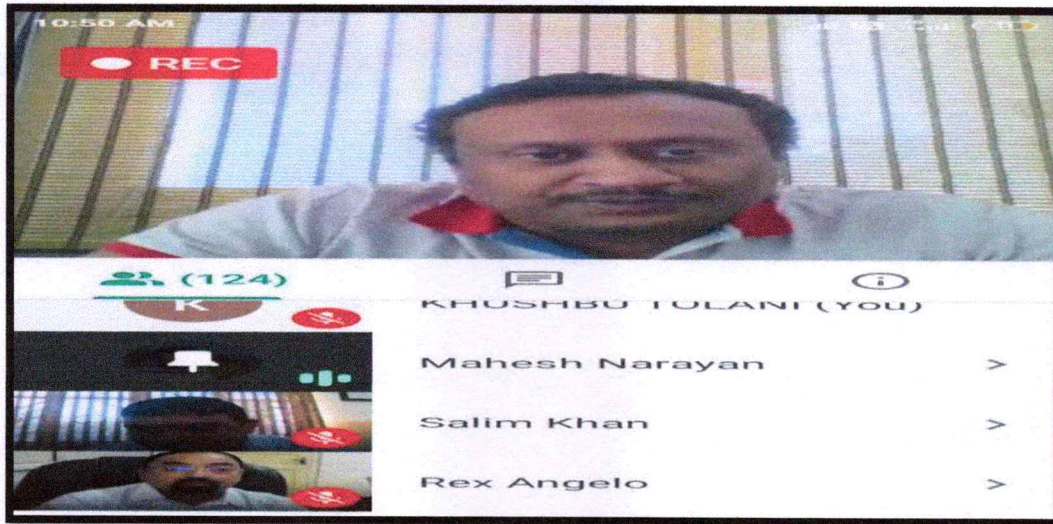 10:50 AM
REC
(124)
K
KHUSHBU TULANI (You)
Mahesh Narayan
Salim Khan
Rex Angelo